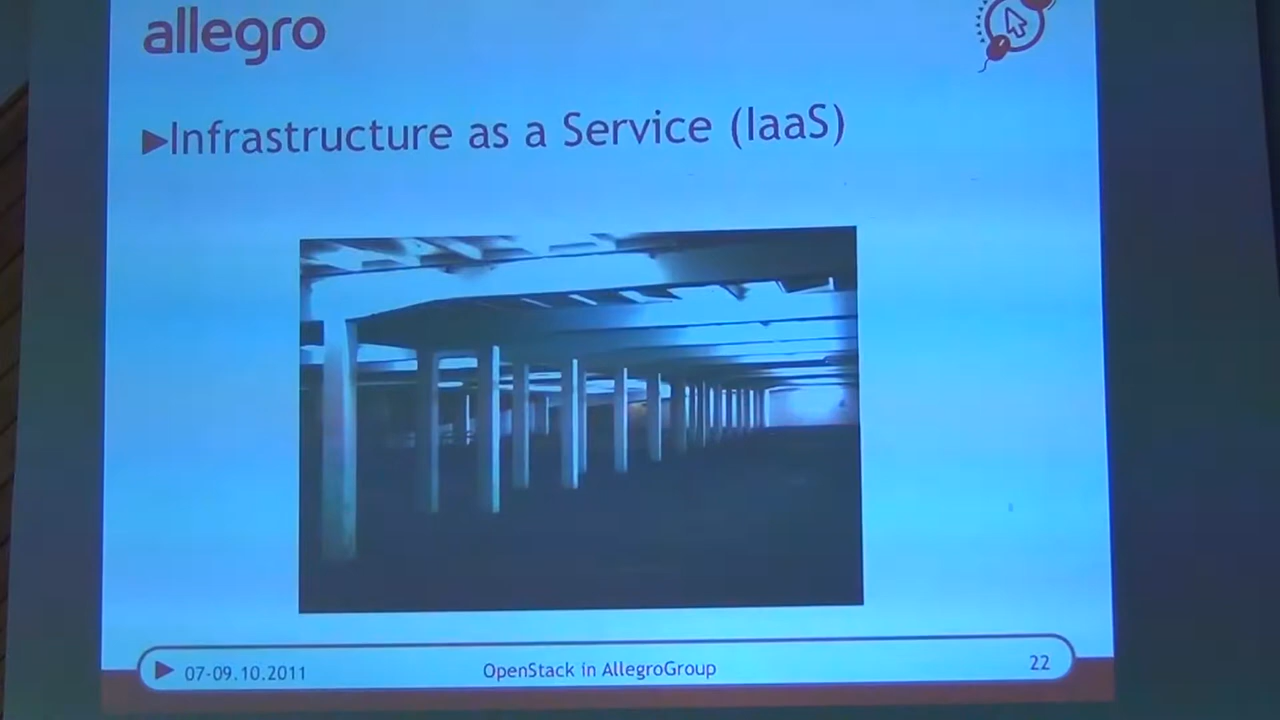 allegro
Infrastructure as a Service (IaaS)
07-09.10.2011
OpenStack in AllegroGroup
22